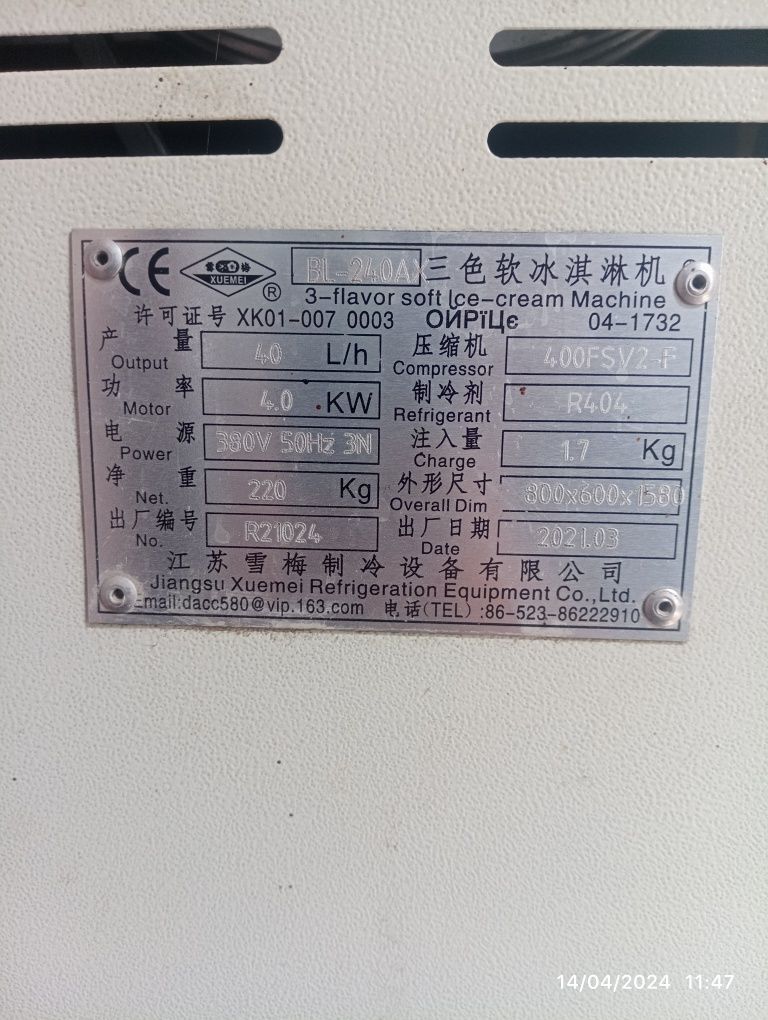 CE 雪梅 XUEMEI ® BL-240AX 三色软冰淇淋机
3-flavor soft Ice-cream Machine
许可证号 XK01-007 0003 ОЙРїЦє 04-1732
产量 Output 40 L/h 压缩机 Compressor 400FSV2-F
功率 Motor 4.0 KW 制冷剂 Refrigerant R404
电源 Power 380V 50Hz 3N 注入量 Charge 1.7 Kg
净重 Net. 220 Kg 外形尺寸 Overall Dim 800x600x1580
出厂编号 No. R21024 出厂日期 Date 2021.03
江苏雪梅制冷设备有限公司
Jiangsu Xuemei Refrigeration Equipment Co.,Ltd.
Email:dacc580@vip.163.com 电话(TEL):86-523-86222910
14/04/2024 11:47